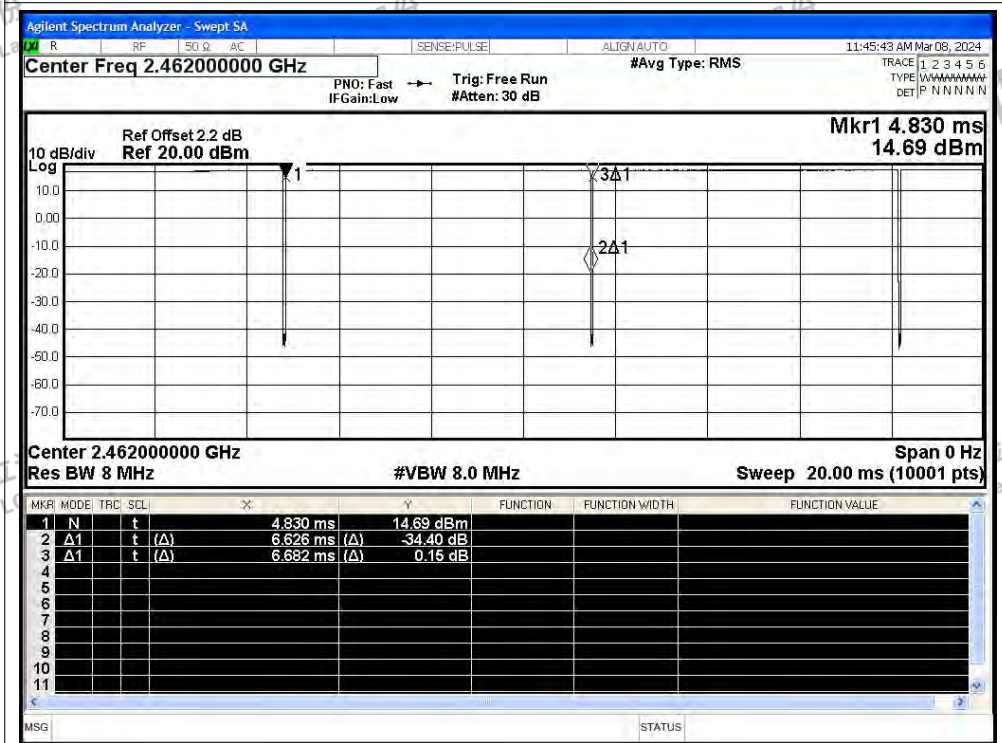 Agilent Spectrum Analyzer - Swept SA
R RF 50 Ω AC SENSE:PULSE ALIGN AUTO 11:45:43 AM Mar 08, 2024
Center Freq 2.462000000 GHz #Avg Type: RMS TRACE 1 2 3 4 5 6
PNO: Fast Trig: Free Run TYPE WWWWWW
IFGain:Low #Atten: 30 dB DET P N N N N N
Mkr1 4.830 ms
14.69 dBm
Ref Offset 2.2 dB
10 dB/div Ref 20.00 dBm
Log
1 3Δ1
10.0
0.00
-10.0
2Δ1
-20.0
-30.0
-40.0
-50.0
-60.0
-70.0
Center 2.462000000 GHz Span 0 Hz
Res BW 8 MHz #VBW 8.0 MHz Sweep 20.00 ms (10001 pts)
MKR MODE TRC SCL X Y FUNCTION FUNCTION WIDTH FUNCTION VALUE
1 N t 4.830 ms 14.69 dBm
2 Δ1 t (Δ) 6.626 ms (Δ) -34.40 dB
3 Δ1 t (Δ) 6.682 ms (Δ) 0.15 dB
4
5
6
7
8
9
10
11
MSG STATUS